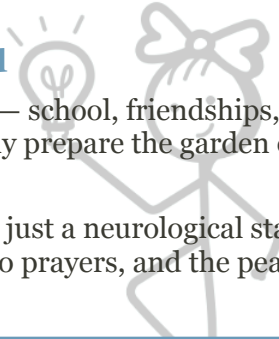 — school, friendships,
prepare the garden
just a neurological
prayers, and the